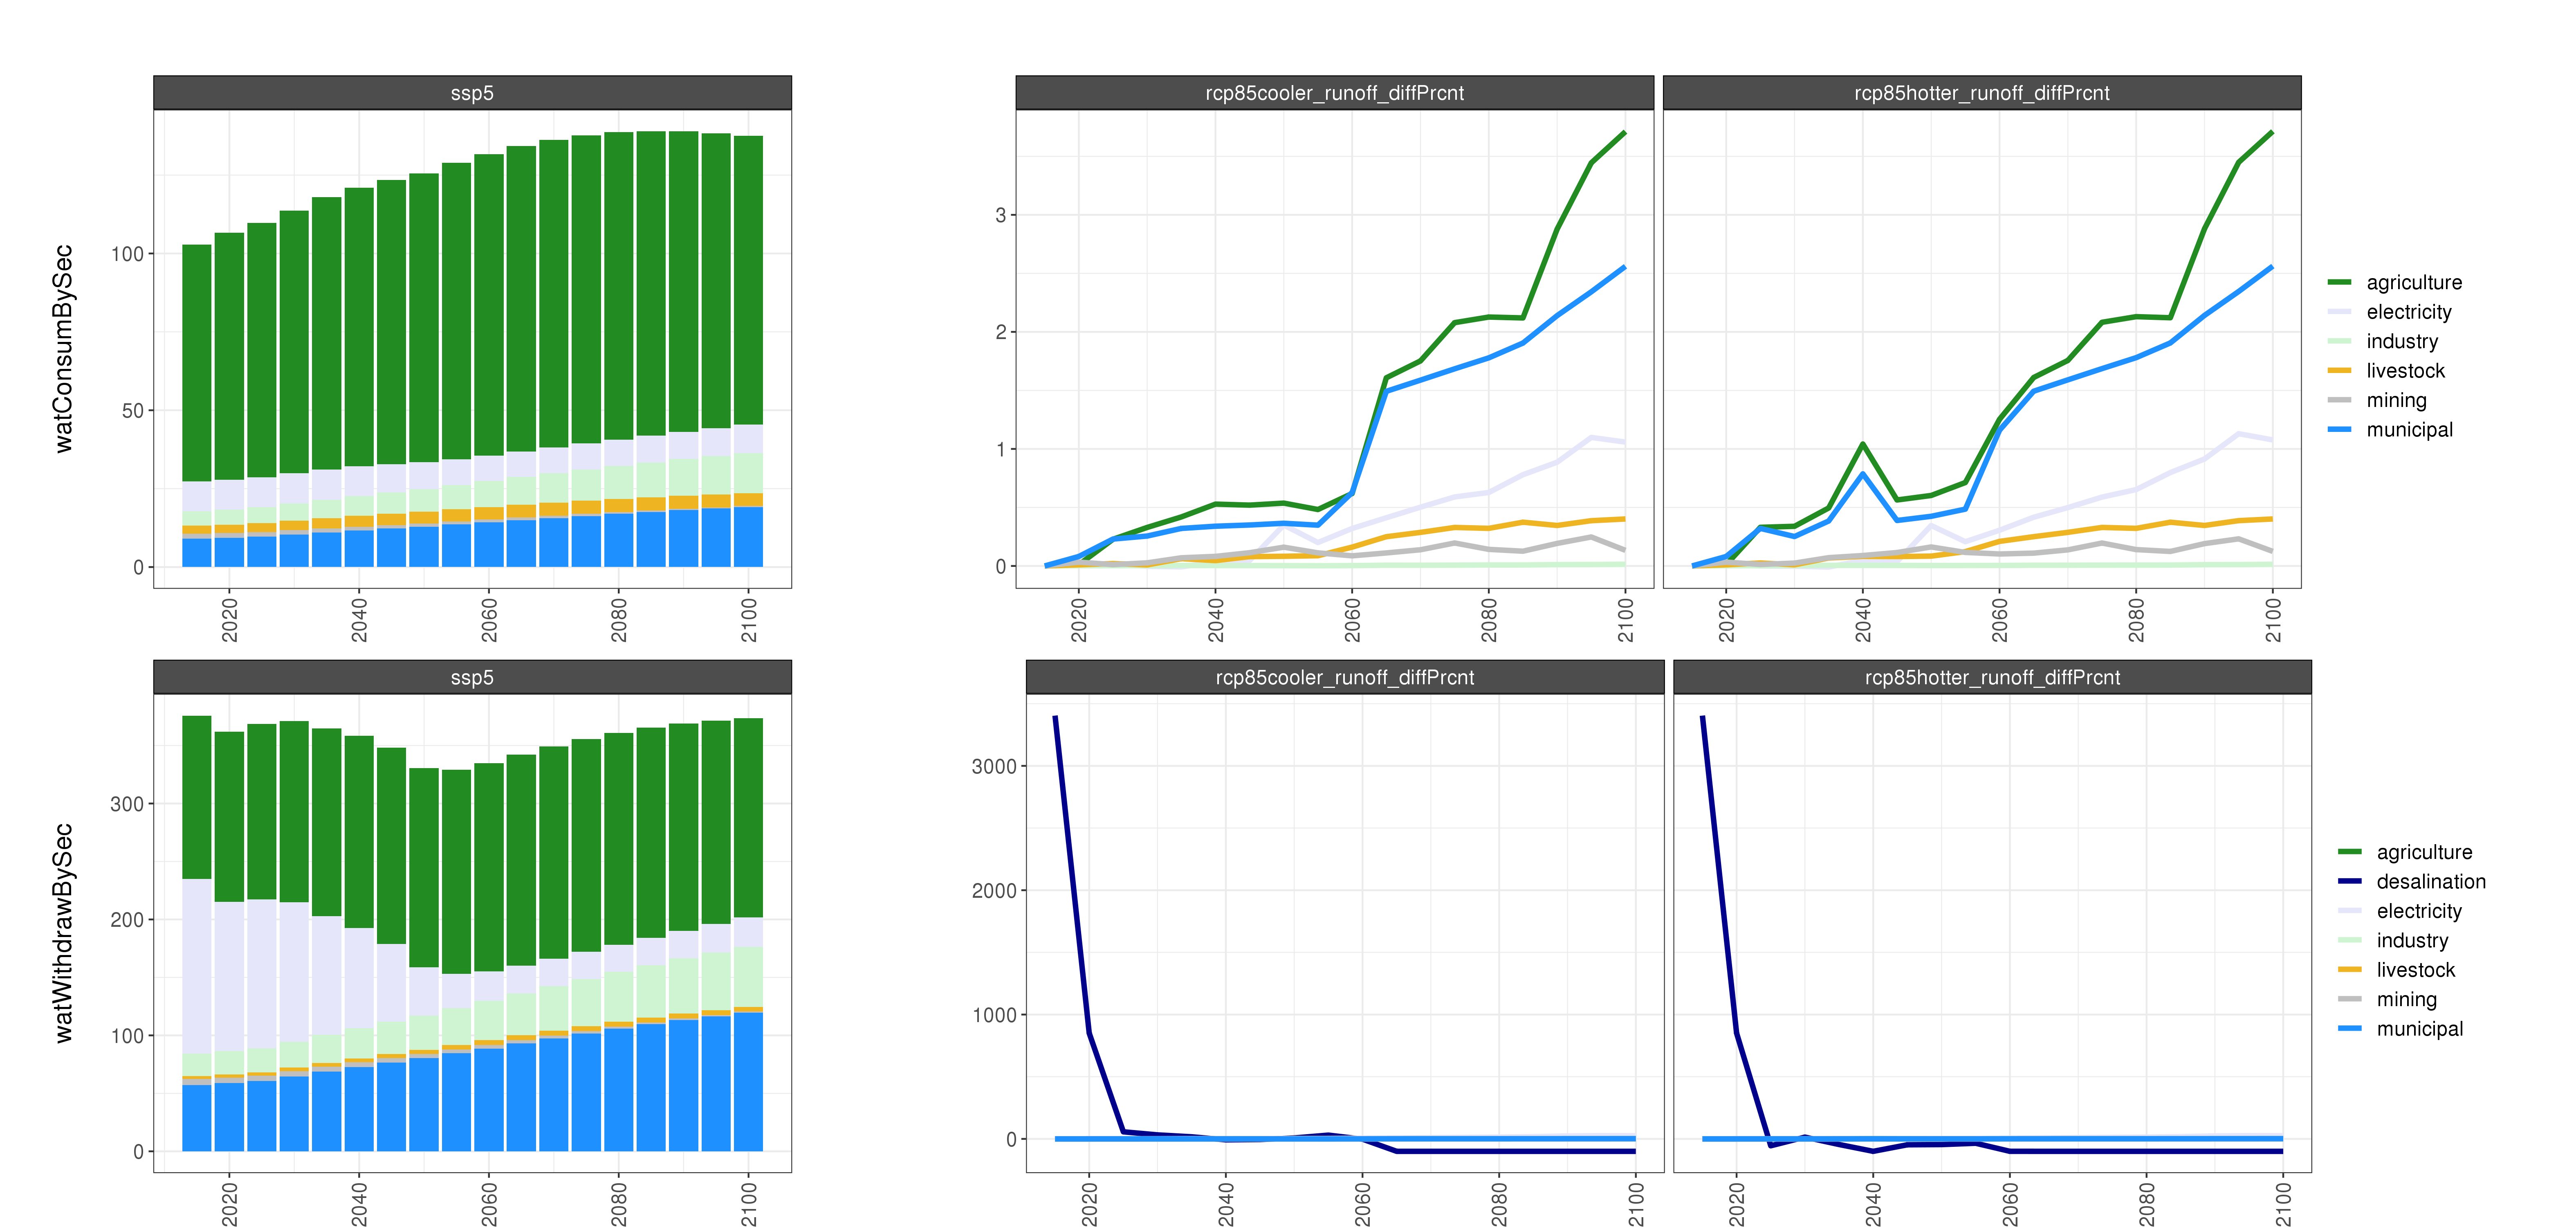 ssp5
rcp85cooler_runoff_diffPrcnt
rcp85hotter_runoff_diffPrcnt
watConsumBySec
100
50
0
3
2
1
0
agriculture
electricity
industry
livestock
mining
municipal
2020 2040 2060 2080 2100
2020 2040 2060 2080 2100
2020 2040 2060 2080 2100
ssp5
rcp85cooler_runoff_diffPrcnt
rcp85hotter_runoff_diffPrcnt
watWithdrawBySec
300
200
100
0
3000
2000
1000
0
agriculture
desalination
electricity
industry
livestock
mining
municipal
2020 2040 2060 2080 2100
2020 2040 2060 2080 2100
2020 2040 2060 2080 2100